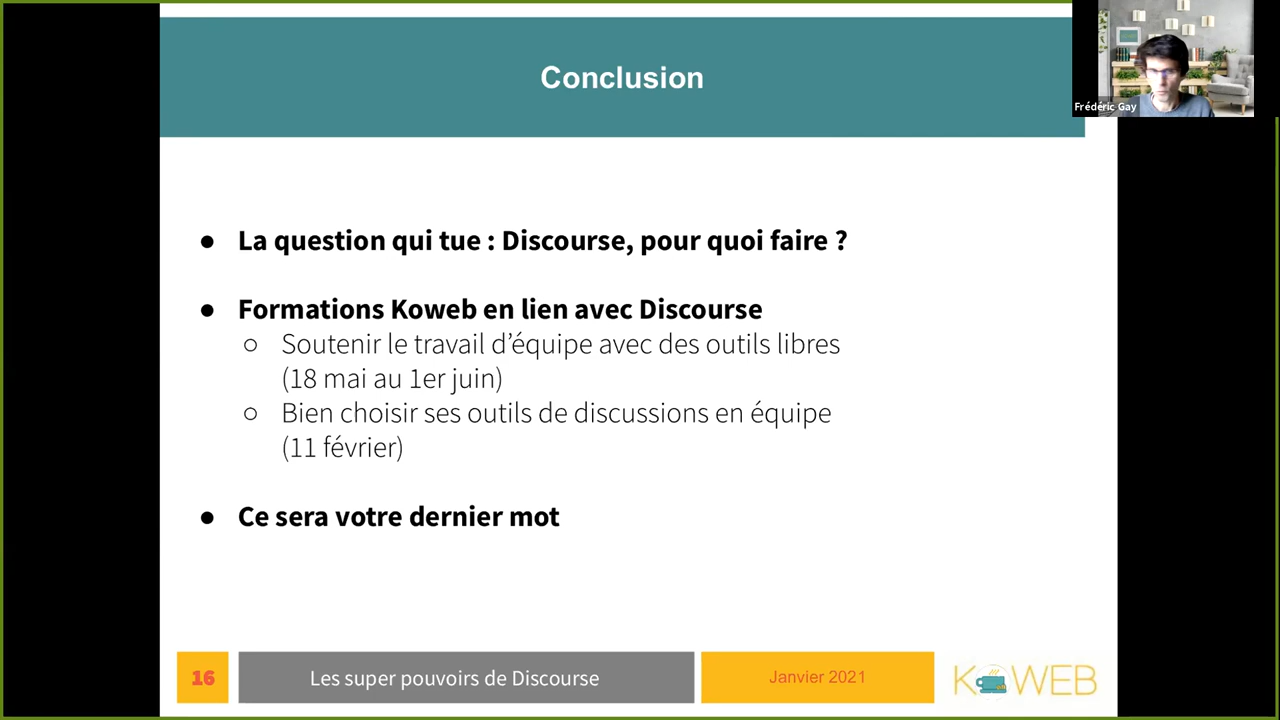 Conclusion
Frédéric Gay
● La question qui tue : Discourse, pour quoi faire ?
● Formations Koweb en lien avec Discourse
○ Soutenir le travail d’équipe avec des outils libres
(18 mai au 1er juin)
○ Bien choisir ses outils de discussions en équipe
(11 février)
● Ce sera votre dernier mot
16
Les super pouvoirs de Discourse
Janvier 2021
KOWEB